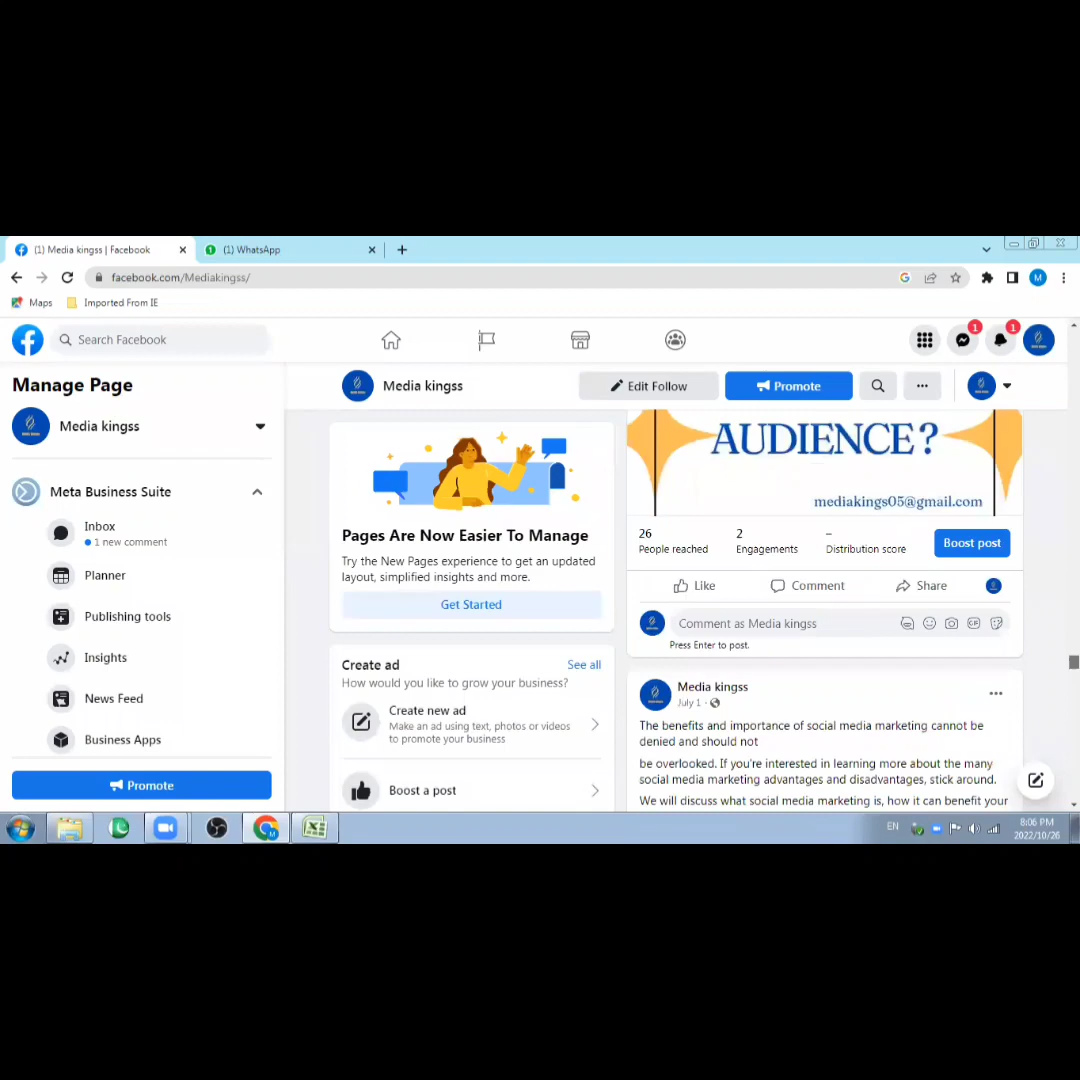 (1) Media kingss | Facebook
(1) WhatsApp
facebook.com/Mediakingss/
Maps
Imported From IE
Search Facebook
1
1
Manage Page
Media kingss
Edit Follow
Promote
Media kingss
Meta Business Suite
Inbox
1 new comment
Planner
Publishing tools
Insights
News Feed
Business Apps
Promote
Pages Are Now Easier To Manage
Try the New Pages experience to get an updated
layout, simplified insights and more.
Get Started
Create ad
See all
How would you like to grow your business?
Create new ad
Make an ad using text, photos or videos
to promote your business
Boost a post
AUDIENCE?
mediakings05@gmail.com
26
People reached
2
Engagements
–
Distribution score
Boost post
Like
Comment
Share
Comment as Media kingss
GIF
Press Enter to post.
Media kingss
July 1 ·
The benefits and importance of social media marketing cannot be
denied and should not
be overlooked. If you're interested in learning more about the many
social media marketing advantages and disadvantages, stick around.
We will discuss what social media marketing is, how it can benefit your
EN
8:06 PM
2022/10/26